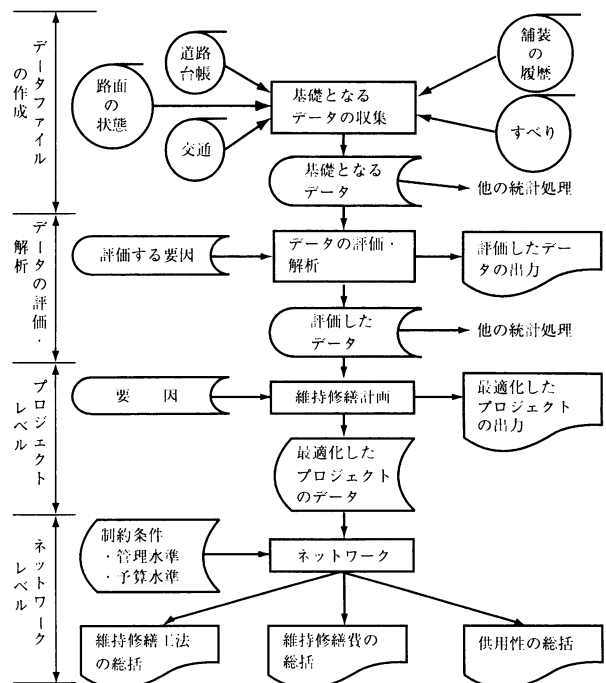 データファイル
の作成
道路
台帳
路面
の
状態
交通
基礎となる
データの収集
舗装
の
履歴
すべり
基礎となる
データ
他の統計処理
データの評価・
解析
評価する要因
データの評価・
解析
評価したデー
タの出力
評価した
データ
他の統計処理
プロジェクト
レベル
要 因
維持修繕計画
最適化した
プロジェクト
の出力
最適化した
プロジェクト
のデータ
ネットワーク
レベル
制約条件
・管理水準
・予算水準
ネットワーク
維持修繕工法
の総括
維持修繕費の
総括
供用性の総括